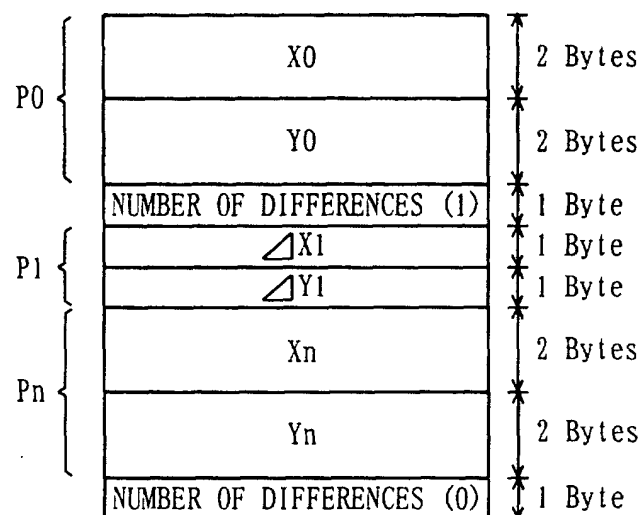 P0
X0
2 Bytes
Y0
2 Bytes
NUMBER OF DIFFERENCES (1)
1 Byte
P1
⊿X1
1 Byte
⊿Y1
1 Byte
Pn
Xn
2 Bytes
Yn
2 Bytes
NUMBER OF DIFFERENCES (0)
1 Byte